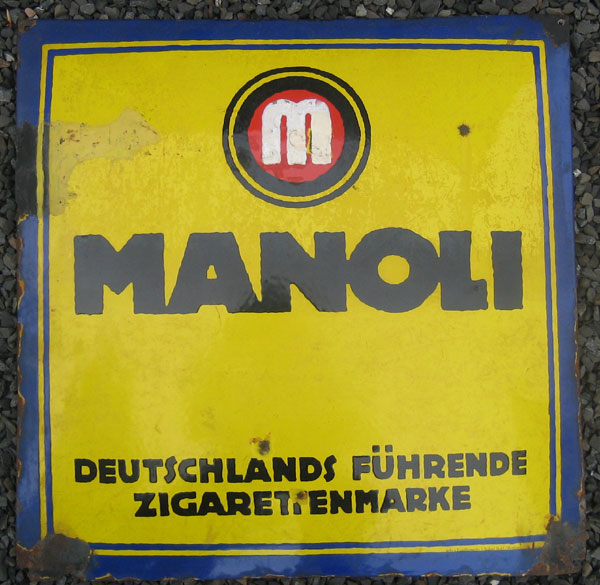 m
MANOLI
DEUTSCHLANDS FÜHRENDE
ZIGARETTENMARKE